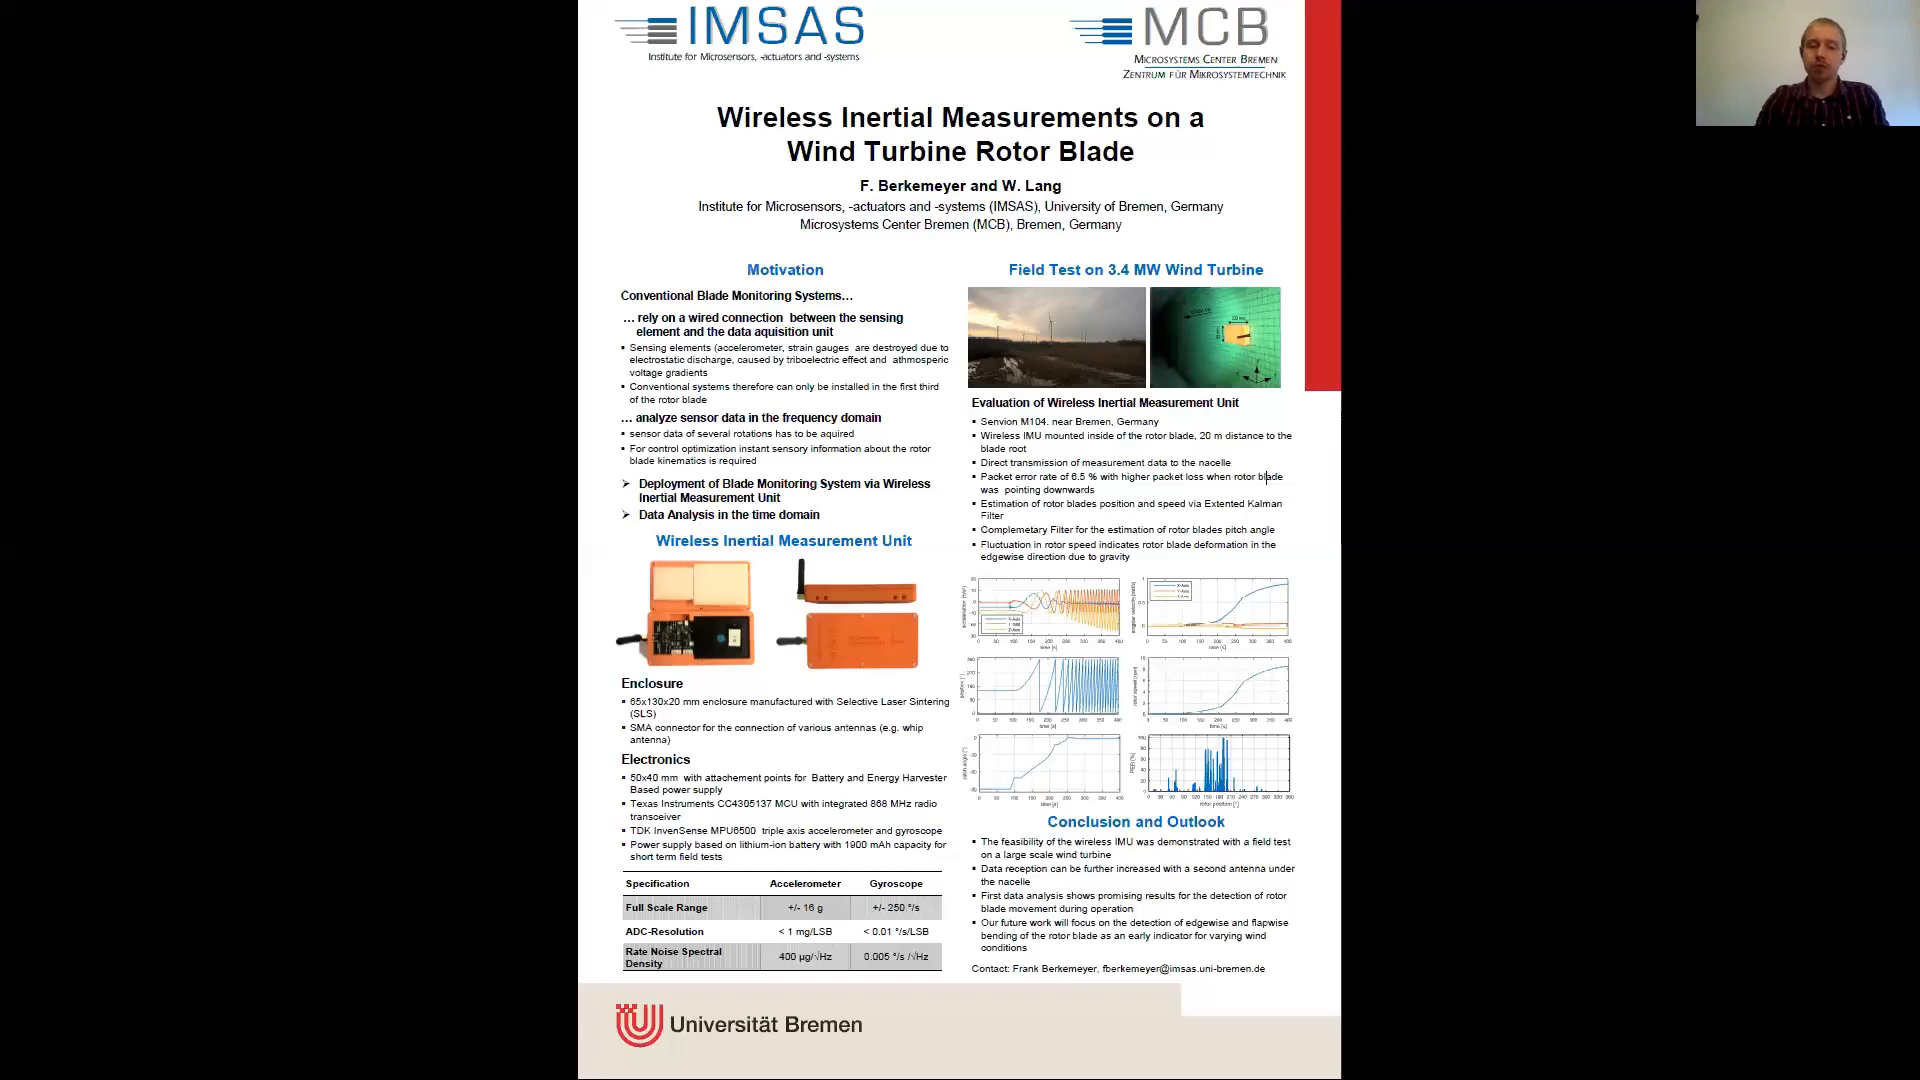 IMSAS
Institute for Microsensors, -actuators and -systems
MCB
MICROSYSTEMS CENTER BREMEN
ZENTRUM FÜR MIKROSYSTEMTECHNIK
Wireless Inertial Measurements on a
Wind Turbine Rotor Blade
F. Berkemeyer and W. Lang
Institute for Microsensors, -actuators and -systems (IMSAS), University of Bremen, Germany
Microsystems Center Bremen (MCB), Bremen, Germany
Motivation
Conventional Blade Monitoring Systems…
… rely on a wired connection between the sensing
element and the data aquisition unit
▪ Sensing elements (accelerometer, strain gauges are destroyed due to
electrostatic discharge, caused by triboelectric effect and athmosperic
voltage gradients
▪ Conventional systems therefore can only be installed in the first third
of the rotor blade
… analyze sensor data in the frequency domain
▪ sensor data of several rotations has to be aquired
▪ For control optimization instant sensory information about the rotor
blade kinematics is required
➢ Deployment of Blade Monitoring System via Wireless
Inertial Measurement Unit
➢ Data Analysis in the time domain
Wireless Inertial Measurement Unit
Enclosure
▪ 65x130x20 mm enclosure manufactured with Selective Laser Sintering
(SLS)
▪ SMA connector for the connection of various antennas (e.g. whip
antenna)
Electronics
▪ 50x40 mm with attachement points for Battery and Energy Harvester
Based power supply
▪ Texas Instruments CC4305137 MCU with integrated 868 MHz radio
transceiver
▪ TDK InvenSense MPU6500 triple axis accelerometer and gyroscope
▪ Power supply based on lithium-ion battery with 1900 mAh capacity for
short term field tests
Specification Accelerometer Gyroscope
Full Scale Range +/- 16 g +/- 250 °/s
ADC-Resolution < 1 mg/LSB < 0.01 °/s/LSB
Rate Noise Spectral
Density 400 µg/√Hz 0.005 °/s /√Hz
Field Test on 3.4 MW Wind Turbine
Evaluation of Wireless Inertial Measurement Unit
▪ Senvion M104. near Bremen, Germany
▪ Wireless IMU mounted inside of the rotor blade, 20 m distance to the
blade root
▪ Direct transmission of measurement data to the nacelle
▪ Packet error rate of 6.5 % with higher packet loss when rotor blade
was pointing downwards
▪ Estimation of rotor blades position and speed via Extented Kalman
Filter
▪ Complemetary Filter for the estimation of rotor blades pitch angle
▪ Fluctuation in rotor speed indicates rotor blade deformation in the
edgewise direction due to gravity
time [s]
time [s]
time [s]
time [s]
time [s]
rotor position [°]
Conclusion and Outlook
▪ The feasibility of the wireless IMU was demonstrated with a field test
on a large scale wind turbine
▪ Data reception can be further increased with a second antenna under
the nacelle
▪ First data analysis shows promising results for the detection of rotor
blade movement during operation
▪ Our future work will focus on the detection of edgewise and flapwise
bending of the rotor blade as an early indicator for varying wind
conditions
Contact: Frank Berkemeyer, fberkemeyer@imsas.uni-bremen.de
Universität Bremen